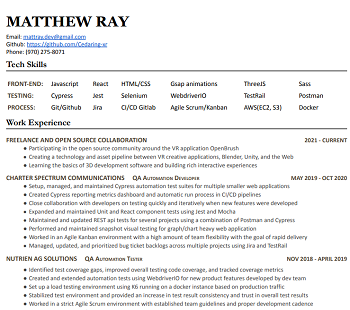 MATTHEW RAY
Email: mattray.dev@gmail.com
Github: https://github.com/Cedaring-xr
Phone: (970) 275-8071
Tech Skills
FRONT-END: Javascript React HTML/CSS Gsap animations ThreeJS Sass
TESTING: Cypress Jest Selenium WebdriverIO TestRail Postman
PROCESS: Git/Github Jira CI/CD Gitlab Agile Scrum/Kanban AWS(EC2, S3) Docker
Work Experience
FREELANCE AND OPEN SOURCE COLLABORATION 2021 - CURRENT
• Participating in the open source community around the VR application OpenBrush
• Creating a technology and asset pipeline between VR creative applications, Blender, Unity, and the Web
• Learning the basics of 3D development software and building rich interactive experiences
CHARTER SPECTRUM COMMUNICATIONS QA AUTOMATION DEVELOPER MAY 2019 - OCT 2020
• Setup, managed, and maintained Cypress automation test suites for multiple smaller web applications
• Created Cypress reporting metrics dashboard and automatic run process in CI/CD pipelines
• Close collaboration with developers on testing quickly and iteratively when new features were developed
• Expanded and maintained Unit and React component tests using Jest and Mocha
• Maintained and updated REST api tests for several projects using a combination of Postman and Cypress
• Performed and maintained snapshot visual testing for graph/chart heavy web application
• Worked in an Agile Kanban environment with a high amount of team flexibility with the goal of rapid delivery
• Managed, updated, and prioritized bug ticket backlogs across multiple projects using Jira and TestRail
NUTRIEN AG SOLUTIONS QA AUTOMATION TESTER NOV 2018 - APRIL 2019
• Identified test coverage gaps, improved overall testing code coverage, and tracked coverage metrics
• Created and extended automation tests using WebdriverIO for new product features developed by dev team
• Set up a load testing environment using K6 running on a docker instance based on production traffic
• Stabilized test environment and provided an increase in test result consistency and trust in overall test results
• Worked in a strict Agile Scrum environment with established processes and a clear progression of development